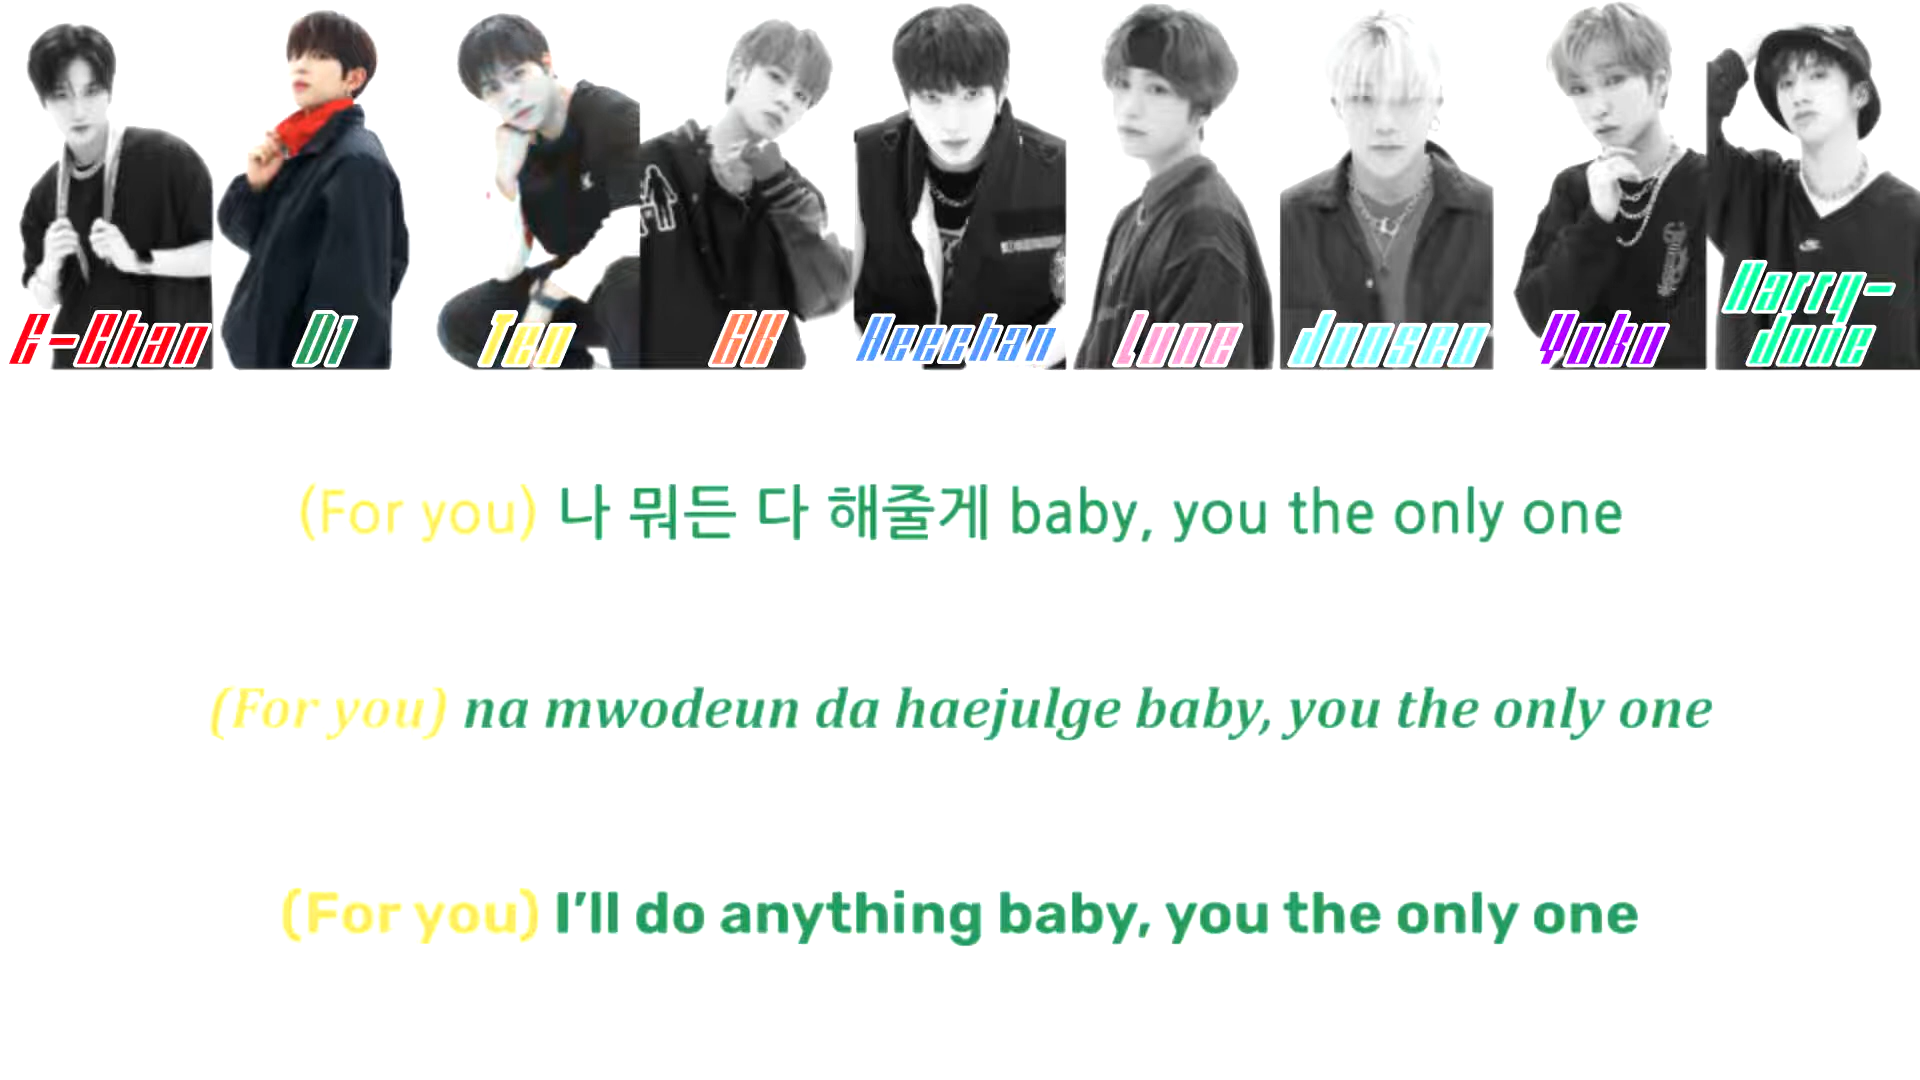 E-Chan
D1
Ten
GK
Heechan
Lune
Junseo
Yuku
Harry-
June
(For you) 나 뭐든 다 해줄게 baby, you the only one
(For you) na mwodeun da haejulge baby, you the only one
(For you) I'll do anything baby, you the only one